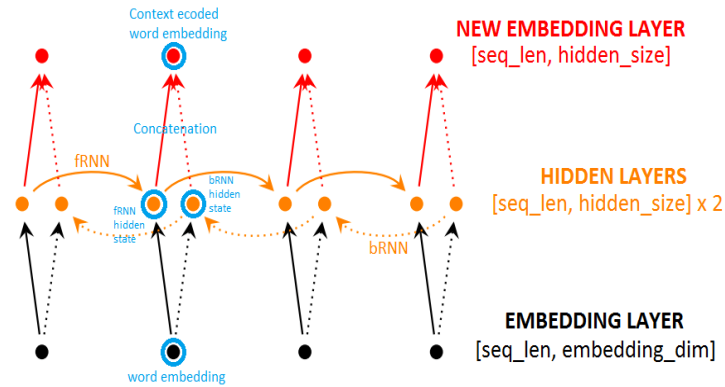 Context ecoded
word embedding
NEW EMBEDDING LAYER
[seq_len, hidden_size]
Concatenation
fRNN
bRNN
hidden
state
HIDDEN LAYERS
[seq_len, hidden_size] x 2
fRNN
hidden
state
bRNN
EMBEDDING LAYER
[seq_len, embedding_dim]
word embedding